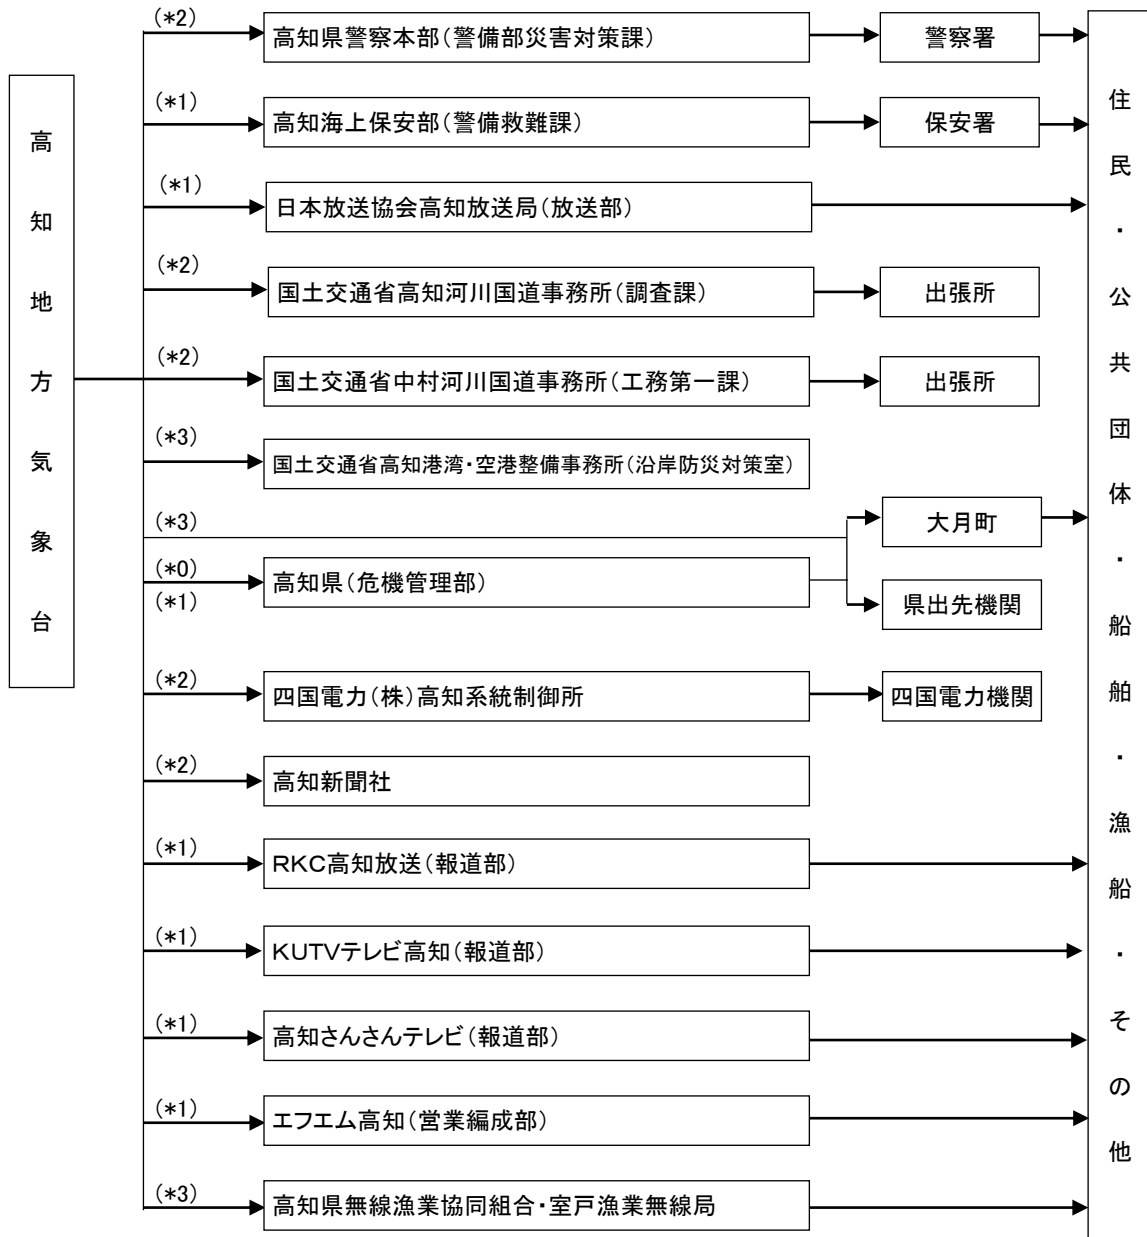 高知地方気象台
(*2)
高知県警察本部(警備部災害対策課)
警察署
(*1)
高知海上保安部(警備救難課)
保安署
(*1)
日本放送協会高知放送局(放送部)
(*2)
国土交通省高知河川国道事務所(調査課)
出張所
(*2)
国土交通省中村河川国道事務所(工務第一課)
出張所
(*3)
国土交通省高知港湾・空港整備事務所(沿岸防災対策室)
(*3)
大月町
(*0)
(*1)
高知県(危機管理部)
県出先機関
(*2)
四国電力(株)高知系統制御所
四国電力機関
(*2)
高知新聞社
(*1)
RKC高知放送(報道部)
(*1)
KUTVテレビ高知(報道部)
(*1)
高知さんさんテレビ(報道部)
(*1)
エフエム高知(営業編成部)
(*3)
高知県無線漁業協同組合・室戸漁業無線局
住民・公共団体・船舶・漁船・その他